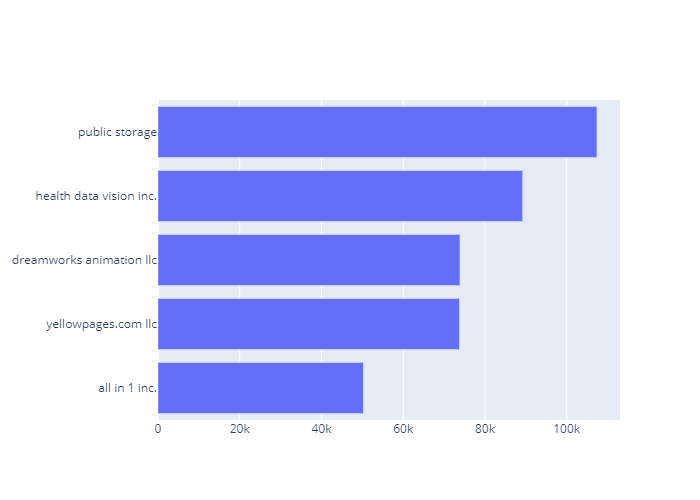 public storage
health data vision inc.
dreamworks animation llc
yellowpages.com llc
all in 1 inc.
0 20k 40k 60k 80k 100k